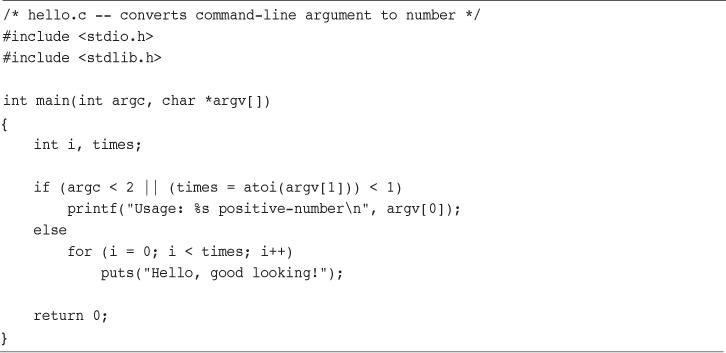 /* hello.c -- converts command-line argument to number */
#include <stdio.h>
#include <stdlib.h>

int main(int argc, char *argv[])
{
    int i, times;

    if (argc < 2 || (times = atoi(argv[1])) < 1)
        printf("Usage: %s positive-number\n", argv[0]);
    else
        for (i = 0; i < times; i++)
            puts("Hello, good looking!");

    return 0;
}